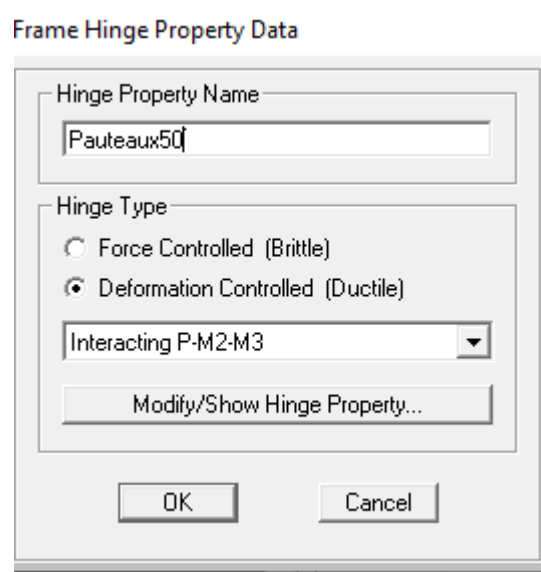 Frame Hinge Property Data
Hinge Property Name
Pauteaux50
Hinge Type
Force Controlled (Brittle)
Deformation Controlled (Ductile)
Interacting P-M2-M3
Modify/Show Hinge Property...
OK
Cancel